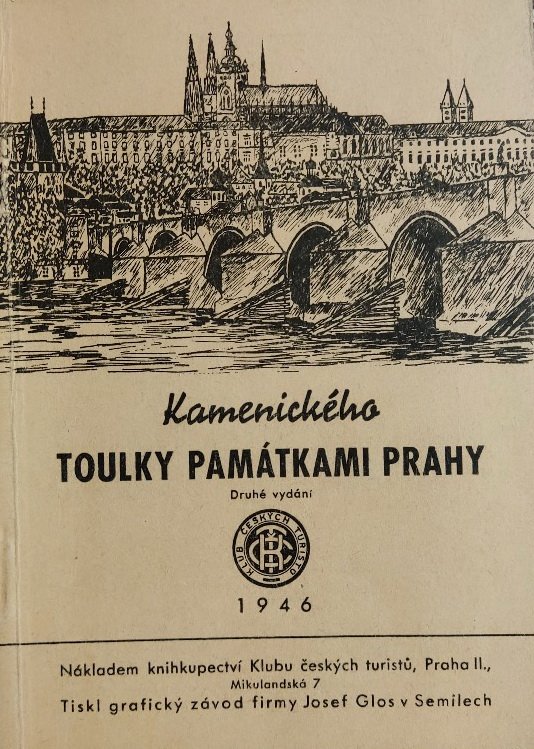 Kamenického
TOULKY PAMÁTKAMI PRAHY
Druhé vydání
KLUB ČESKÝCH TURISTŮ
1946
Nákladem knihkupectví Klubu českých turistů, Praha II.,
Mikulandská 7
Tiskl grafický závod firmy Josef Glos v Semilech